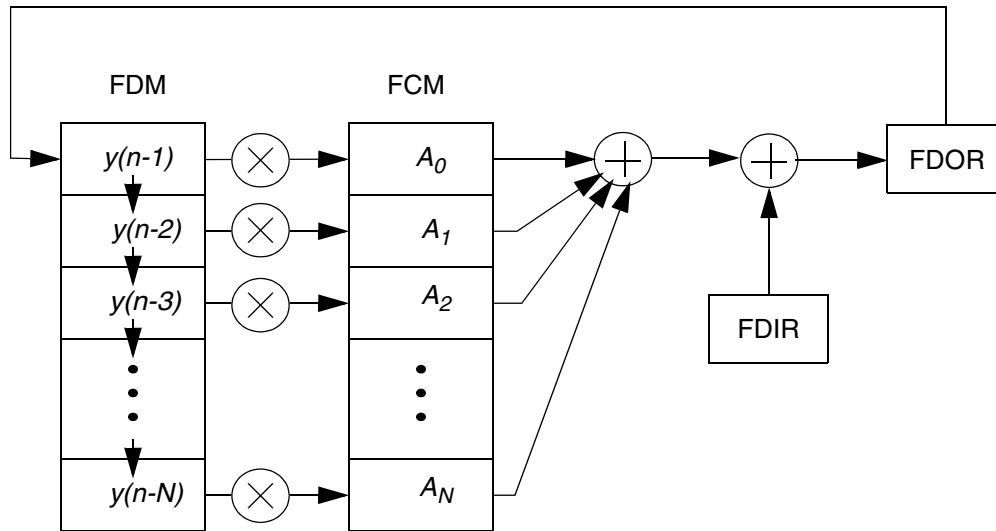 FDM
FCM
y(n-1)
A0
FDOR
y(n-2)
A1
y(n-3)
A2
FDIR
y(n-N)
AN